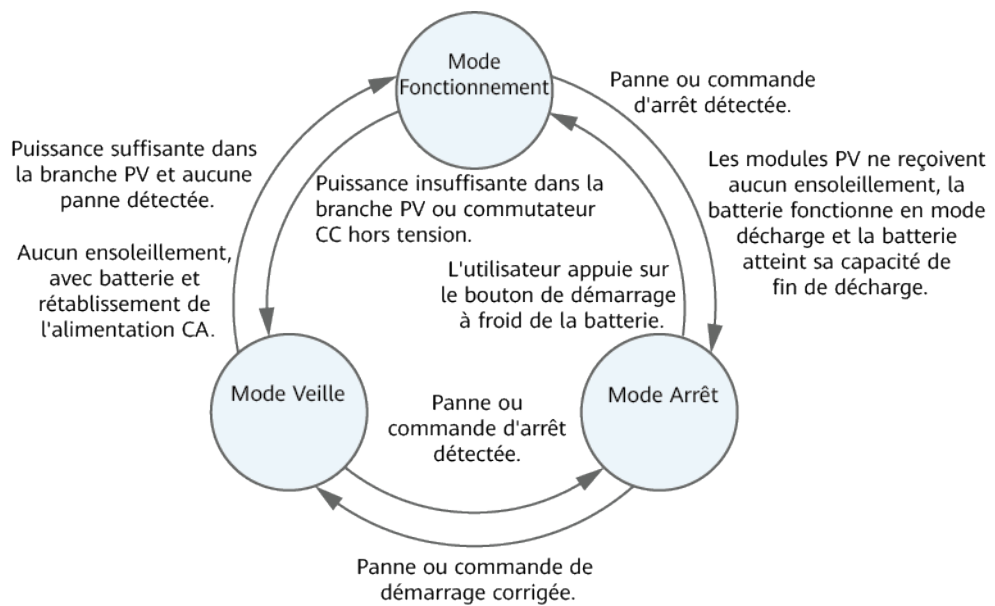 Mode
Fonctionnement
Panne ou commande
d'arrêt détectée.
Puissance suffisante dans
la branche PV et aucune
panne détectée.
Les modules PV ne reçoivent
aucun ensoleillement, la
batterie fonctionne en mode
décharge et la batterie
atteint sa capacité de
fin de décharge.
Puissance insuffisante dans la
branche PV ou commutateur
CC hors tension.
Aucun ensoleillement,
avec batterie et
rétablissement de
l'alimentation CA.
L'utilisateur appuie sur
le bouton de démarrage
à froid de la batterie.
Mode Veille
Mode Arrêt
Panne ou
commande d'arrêt
détectée.
Panne ou commande de
démarrage corrigée.